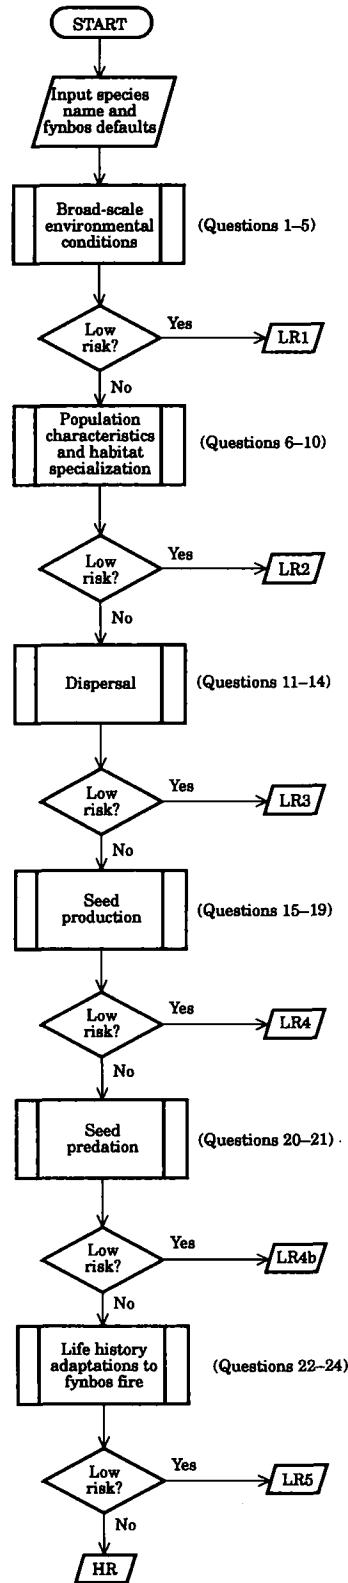 START
Input species
name and
fynbos defaults
Broad-scale
environmental
conditions
(Questions 1–5)
Low
risk?
Yes
LR1
No
Population
characteristics
and habitat
specialization
(Questions 6–10)
Low
risk?
Yes
LR2
No
Dispersal
(Questions 11–14)
Low
risk?
Yes
LR3
No
Seed
production
(Questions 15–19)
Low
risk?
Yes
LR4
No
Seed
predation
(Questions 20–21)
Low
risk?
Yes
LR4b
No
Life history
adaptations to
fynbos fire
(Questions 22–24)
Low
risk?
Yes
LR5
No
HR